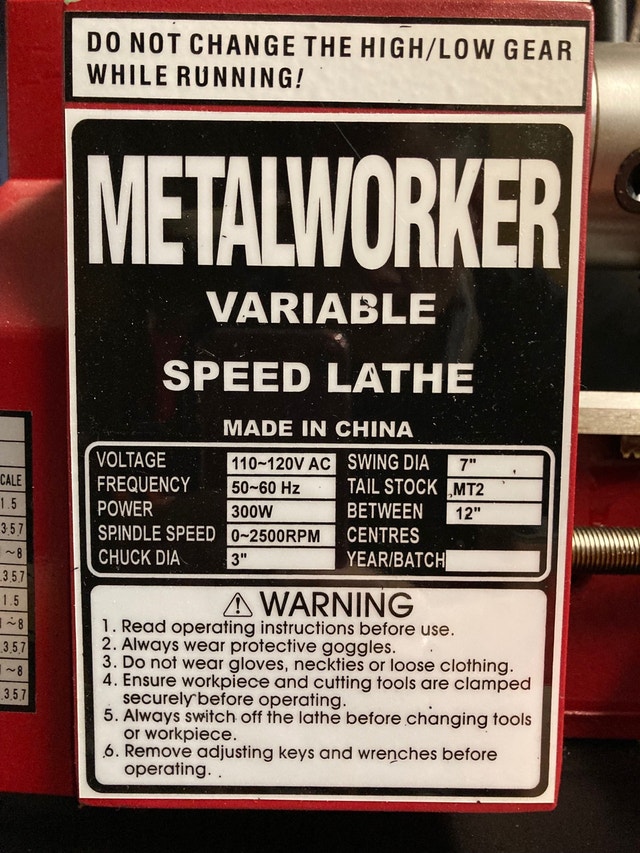 DO NOT CHANGE THE HIGH/LOW GEAR
WHILE RUNNING!
METALWORKER
VARIABLE
SPEED LATHE
MADE IN CHINA
VOLTAGE 110~120V AC SWING DIA 7"
FREQUENCY 50~60 Hz TAIL STOCK MT2
POWER 300W BETWEEN 12"
SPINDLE SPEED 0~2500RPM CENTRES
CHUCK DIA 3" YEAR/BATCH
WARNING
1. Read operating instructions before use.
2. Always wear protective goggles.
3. Do not wear gloves, neckties or loose clothing.
4. Ensure workpiece and cutting tools are clamped
securely before operating.
5. Always switch off the lathe before changing tools
or workpiece.
6. Remove adjusting keys and wrenches before
operating.